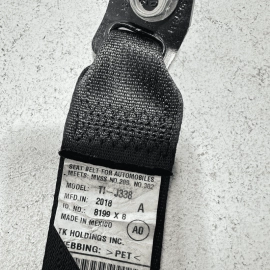 SEAT BELT FOR AUTOMOBILES
MEETS: MVSS NO.209, NO.302
MODEL: TI-J338
MFD.IN: 2018 A
ID.NO.: 8199 X 8
MADE IN MEXICO AO
TK HOLDINGS INC.
WEBBING: >PET<